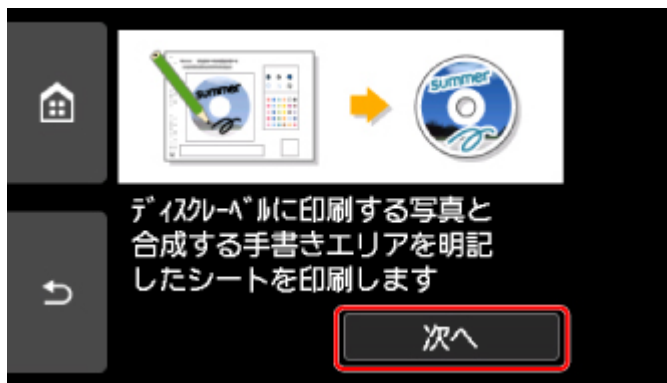 summer
summer
ﾃﾞｨｽｸﾚｰﾍﾞﾙに印刷する写真と
合成する手書きエリアを明記
したシートを印刷します
次へ